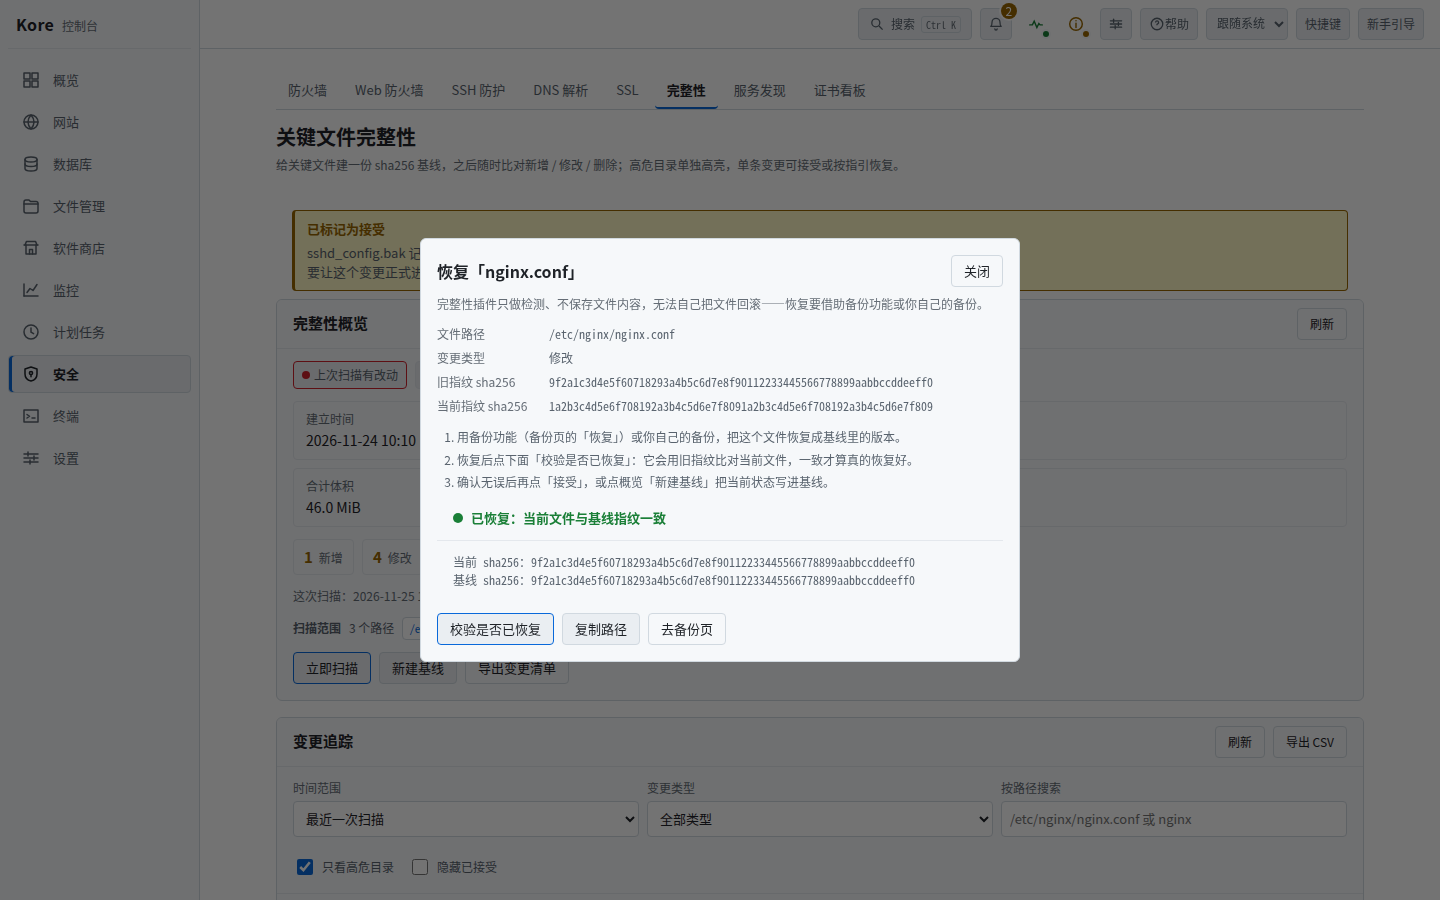 Kore 控制台
搜索 Ctrl K
2
帮助
跟随系统
快捷键
新手引导
概览
网站
数据库
文件管理
软件商店
监控
计划任务
安全
终端
设置
防火墙 Web 防火墙 SSH 防护 DNS 解析 SSL 完整性 服务发现 证书看板
关键文件完整性
给关键文件建一份 sha256 基线，之后随时比对新增 / 修改 / 删除；高危目录单独高亮，单条变更可接受或按指引恢复。
已标记为接受
sshd_config.bak 记
要让这个变更正式进
完整性概览
刷新
上次扫描有改动
建立时间
2026-11-24 10:10
合计体积
46.0 MiB
1 新增
4 修改
这次扫描：2026-11-25
扫描范围 3 个路径 /e
立即扫描 新建基线 导出变更清单
恢复「nginx.conf」
关闭
完整性插件只做检测、不保存文件内容，无法自己把文件回滚——恢复要借助备份功能或你自己的备份。
文件路径 /etc/nginx/nginx.conf
变更类型 修改
旧指纹 sha256 9f2a1c3d4e5f60718293a4b5c6d7e8f90112233445566778899aabbccddeeff0
当前指纹 sha256 1a2b3c4d5e6f708192a3b4c5d6e7f8091a2b3c4d5e6f708192a3b4c5d6e7f809
1. 用备份功能（备份页的「恢复」）或你自己的备份，把这个文件恢复成基线里的版本。
2. 恢复后点下面「校验是否已恢复」：它会用旧指纹比对当前文件，一致才算真的恢复好。
3. 确认无误后再点「接受」，或点概览「新建基线」把当前状态写进基线。
已恢复：当前文件与基线指纹一致
当前 sha256：9f2a1c3d4e5f60718293a4b5c6d7e8f90112233445566778899aabbccddeeff0
基线 sha256：9f2a1c3d4e5f60718293a4b5c6d7e8f90112233445566778899aabbccddeeff0
校验是否已恢复 复制路径 去备份页
变更追踪
刷新 导出 CSV
时间范围 变更类型 按路径搜索
最近一次扫描 全部类型 /etc/nginx/nginx.conf 或 nginx
只看高危目录 隐藏已接受